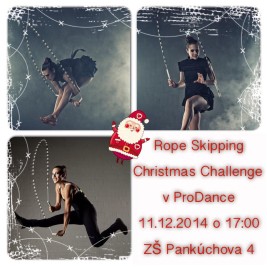 Rope Skipping
Christmas Challenge
v ProDance
11.12.2014 o 17:00
ZŠ Pankúchova 4